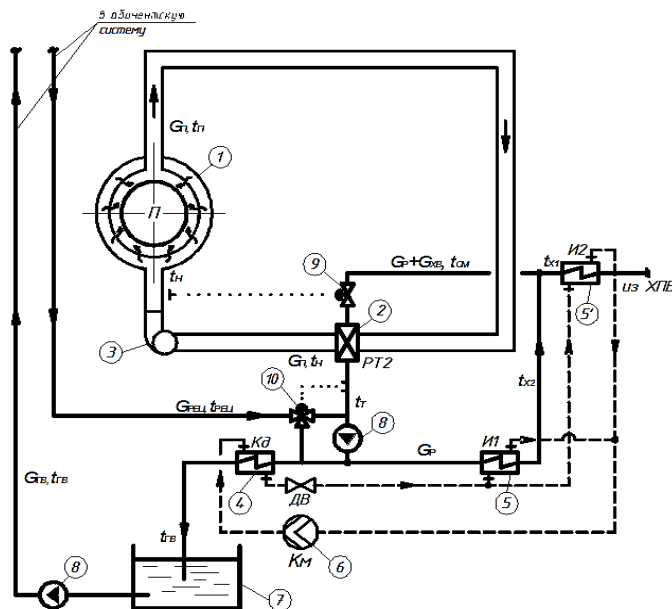 в абонентскую
систему
Gп, tп
1
П
И2
Gр+Gхв, tсм
tх1
9
tн
из ХПВ
5'
2
3
РТ2
Gп, tн
10
tх2
tт
Gрец, tрец
8
Кд
Gр
И1
Gгв, tгв
4
ДВ
5
tгв
Км
6
8
7